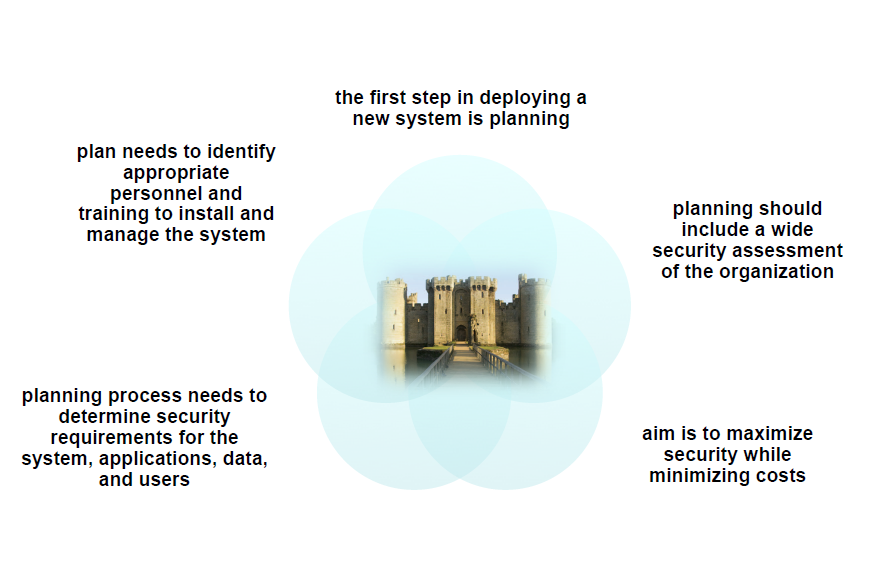 the first step in deploying a
new system is planning
planning should
include a wide
security assessment
of the organization
aim is to maximize
security while
minimizing costs
planning process needs to
determine security
requirements for the
system, applications, data,
and users
plan needs to identify
appropriate
personnel and
training to install and
manage the system